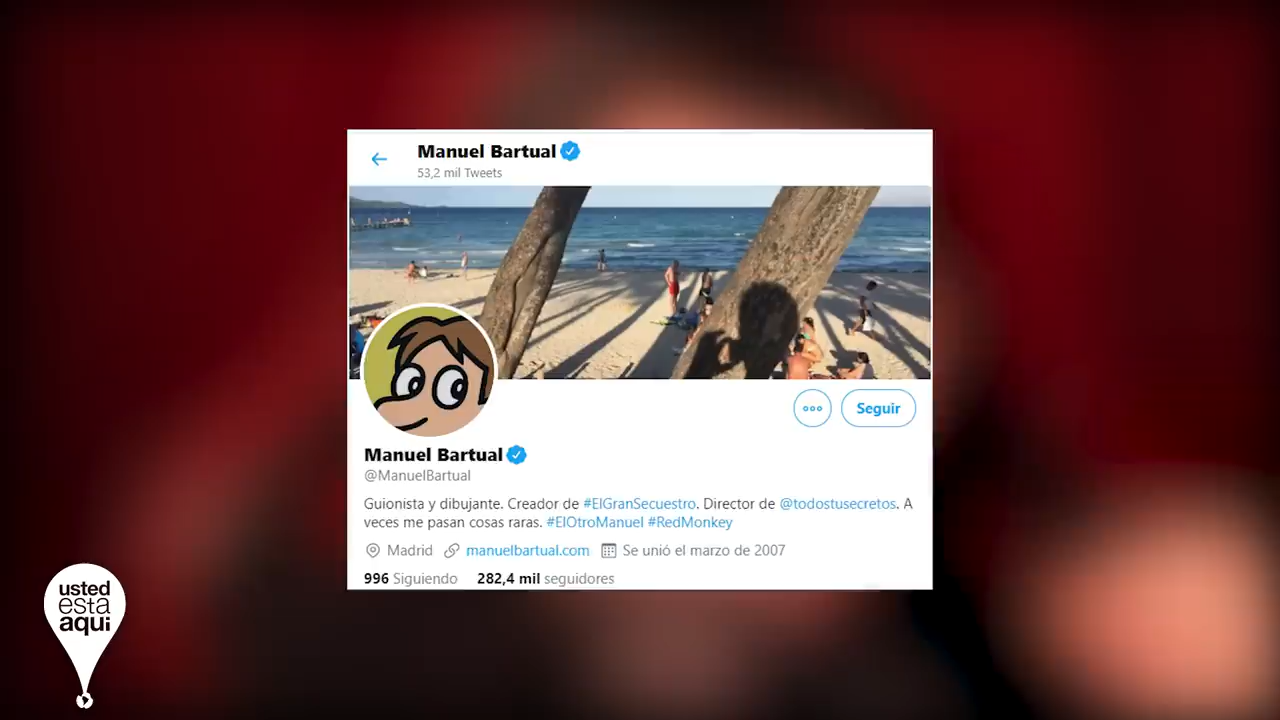 Manuel Bartual
53,2 mil Tweets
Seguir
Manuel Bartual
@ManuelBartual
Guionista y dibujante. Creador de #ElGranSecuestro. Director de @todostusecretos. A
veces me pasan cosas raras. #ElOtroManuel #RedMonkey
Madrid manuelbartual.com Se unió el marzo de 2007
996 Siguiendo 282,4 mil seguidores
usted
esta
aqui